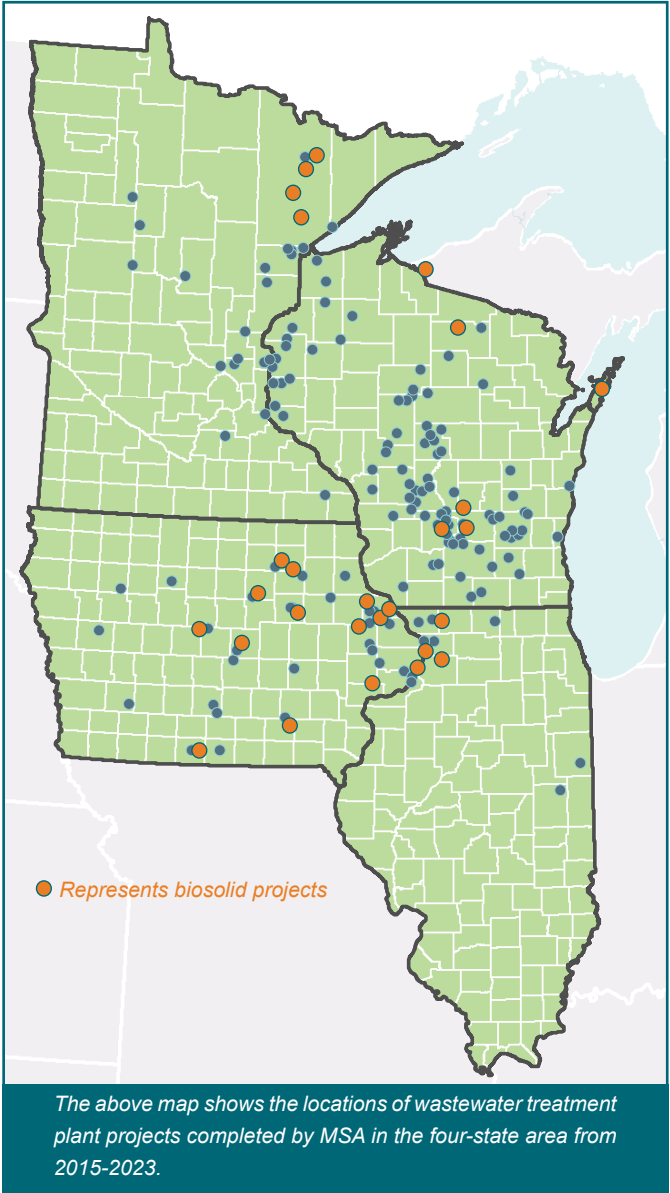 Represents biosolid projects
The above map shows the locations of wastewater treatment
plant projects completed by MSA in the four-state area from
2015-2023.